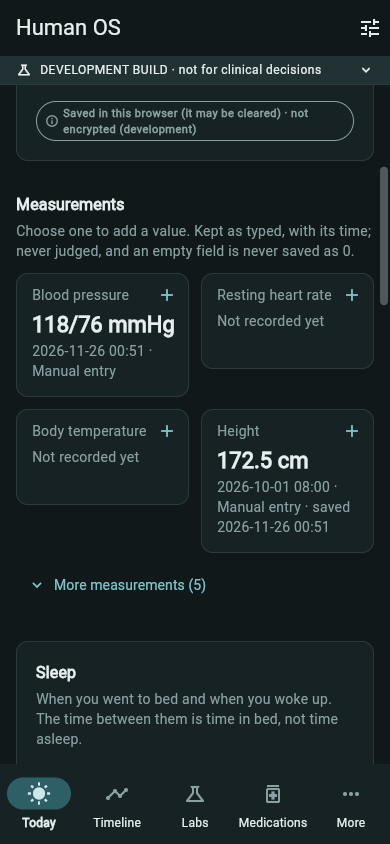 Human OS
DEVELOPMENT BUILD · not for clinical decisions
Saved in this browser (it may be cleared) · not
encrypted (development)
Measurements
Choose one to add a value. Kept as typed, with its time;
never judged, and an empty field is never saved as 0.
Blood pressure
118/76 mmHg
2026-11-26 00:51 ·
Manual entry
Resting heart rate
Not recorded yet
Body temperature
Not recorded yet
Height
172.5 cm
2026-10-01 08:00 ·
Manual entry · saved
2026-11-26 00:51
More measurements (5)
Sleep
When you went to bed and when you woke up.
The time between them is time in bed, not time
asleep.
Today
Timeline
Labs
Medications
More